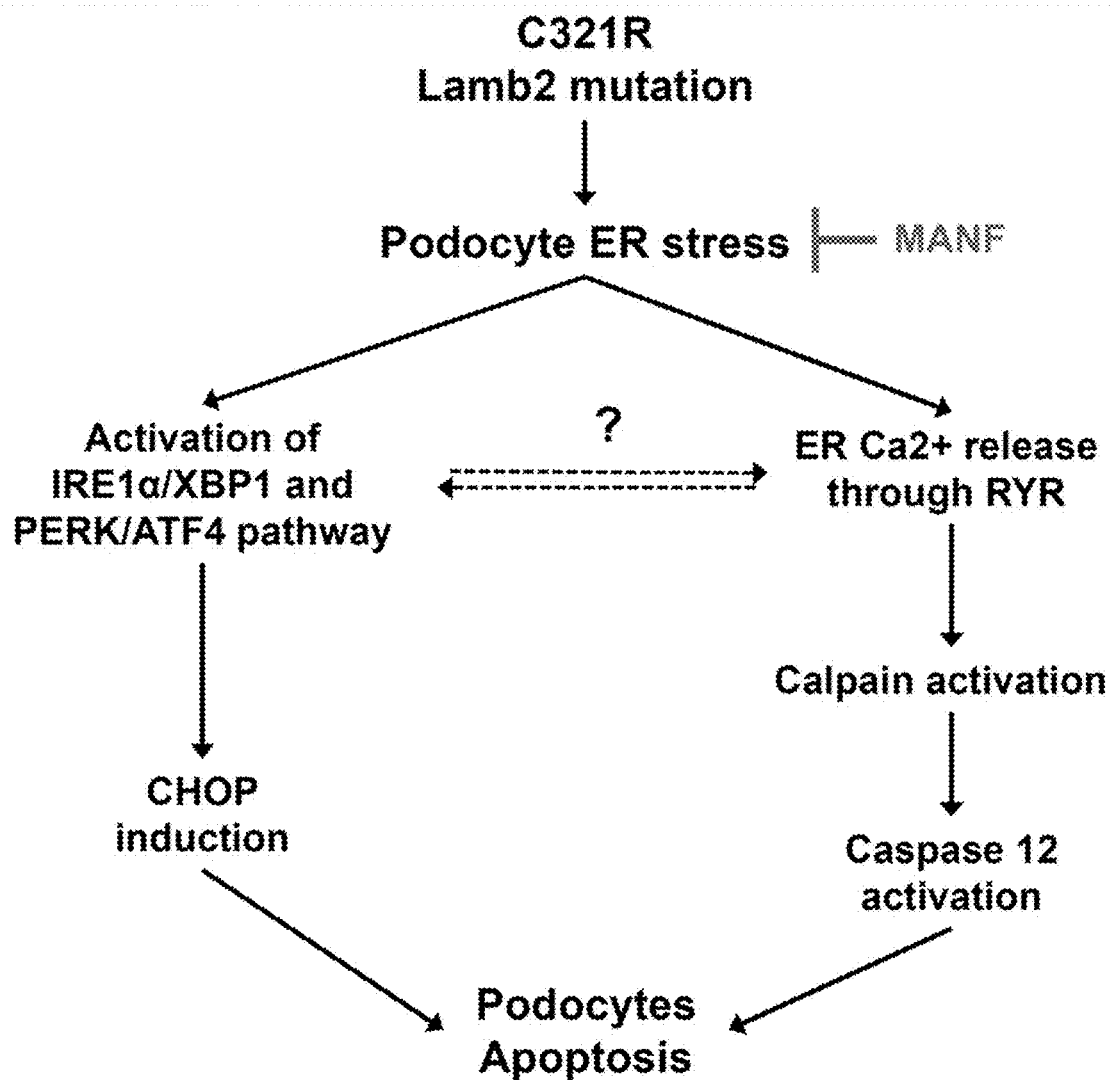 C321R
Lamb2 mutation
Podocyte ER stress
MANF
Activation of
IRE1α/XBP1 and
PERK/ATF4 pathway
?
ER Ca2+ release
through RYR
Calpain activation
CHOP
induction
Caspase 12
activation
Podocytes
Apoptosis